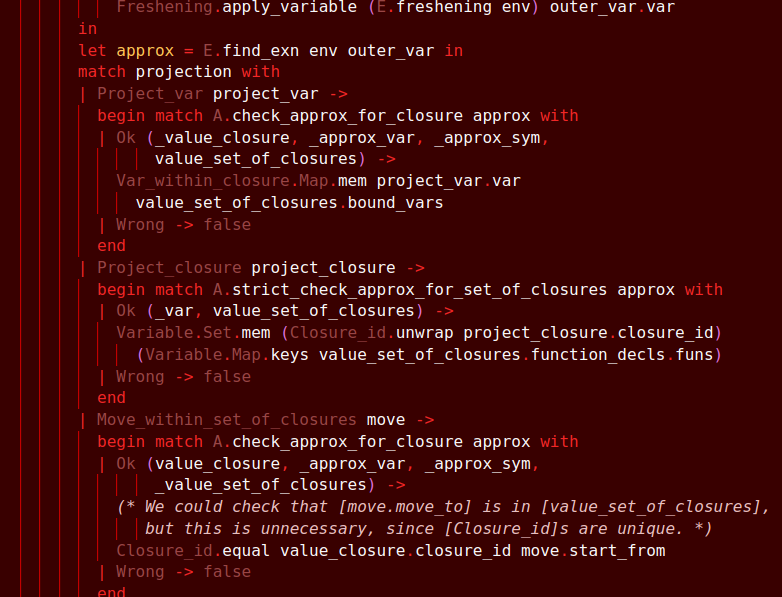 Freshening.apply_variable (E.freshening env) outer_var.var
in
let approx = E.find_exn env outer_var in
match projection with
| Project_var project_var ->
begin match A.check_approx_for_closure approx with
| Ok (_value_closure, _approx_var, _approx_sym,
value_set_of_closures) ->
Var_within_closure.Map.mem project_var.var
value_set_of_closures.bound_vars
| Wrong -> false
end
| Project_closure project_closure ->
begin match A.strict_check_approx_for_set_of_closures approx with
| Ok (_var, value_set_of_closures) ->
Variable.Set.mem (Closure_id.unwrap project_closure.closure_id)
(Variable.Map.keys value_set_of_closures.function_decls.funs)
| Wrong -> false
end
| Move_within_set_of_closures move ->
begin match A.check_approx_for_closure approx with
| Ok (value_closure, _approx_var, _approx_sym,
_value_set_of_closures) ->
(* We could check that [move.move_to] is in [value_set_of_closures],
but this is unnecessary, since [Closure_id]s are unique. *)
Closure_id.equal value_closure.closure_id move.start_from
| Wrong -> false
end